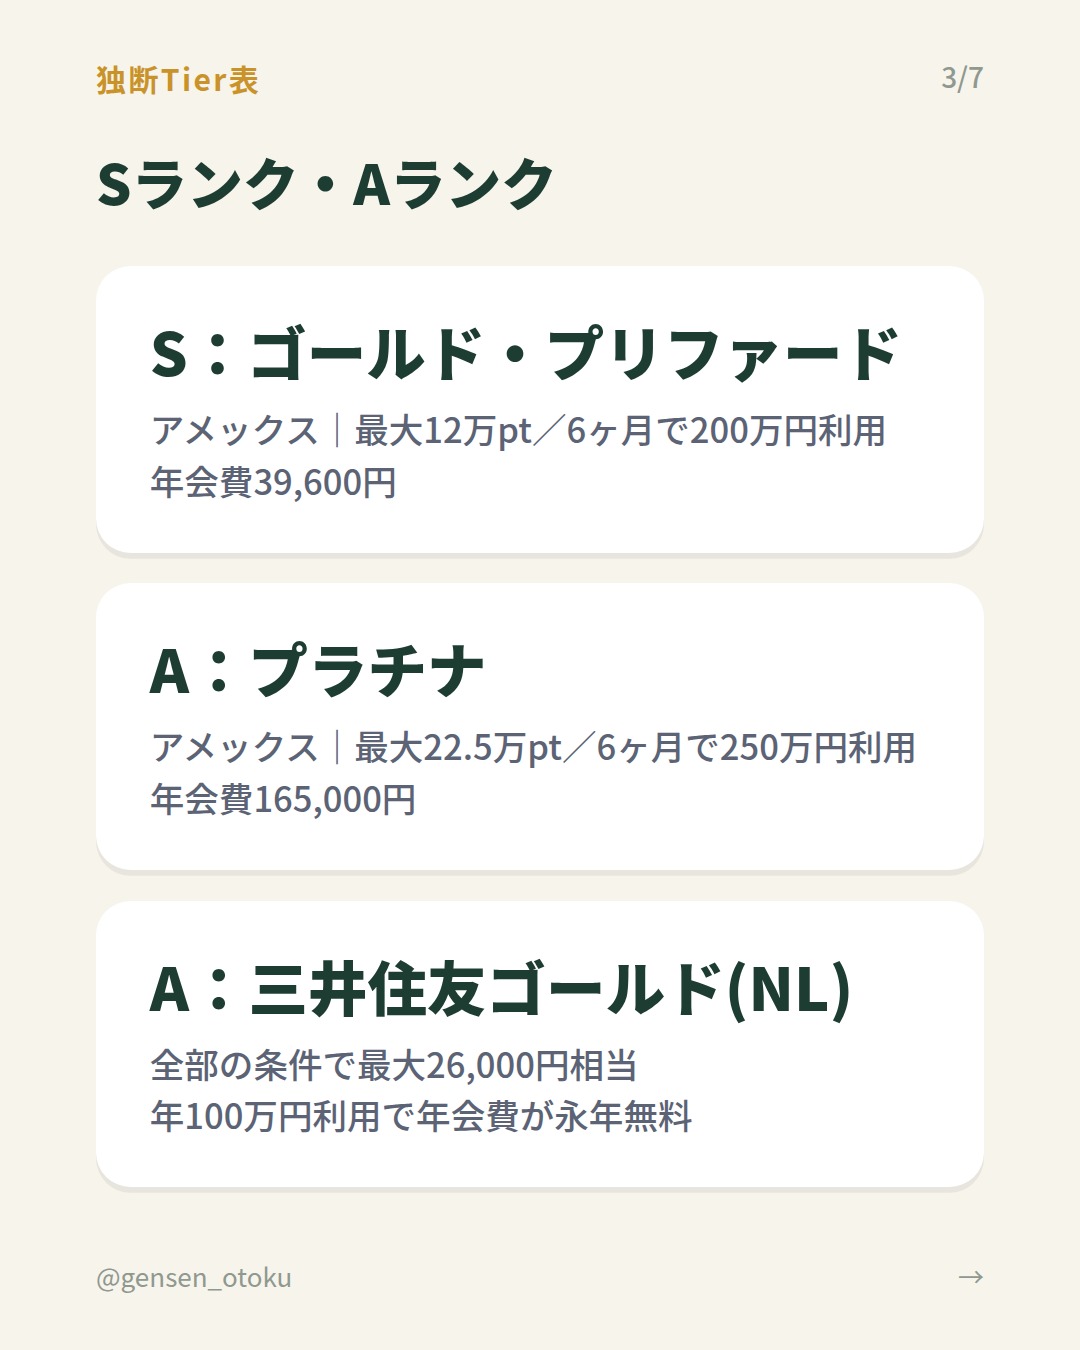 独断Tier表
3/7
Sランク・Aランク
S：ゴールド・プリファード
アメックス｜最大12万pt／6ヶ月で200万円利用
年会費39,600円
A：プラチナ
アメックス｜最大22.5万pt／6ヶ月で250万円利用
年会費165,000円
A：三井住友ゴールド(NL)
全部の条件で最大26,000円相当
年100万円利用で年会費が永年無料
@gensen_otoku
→